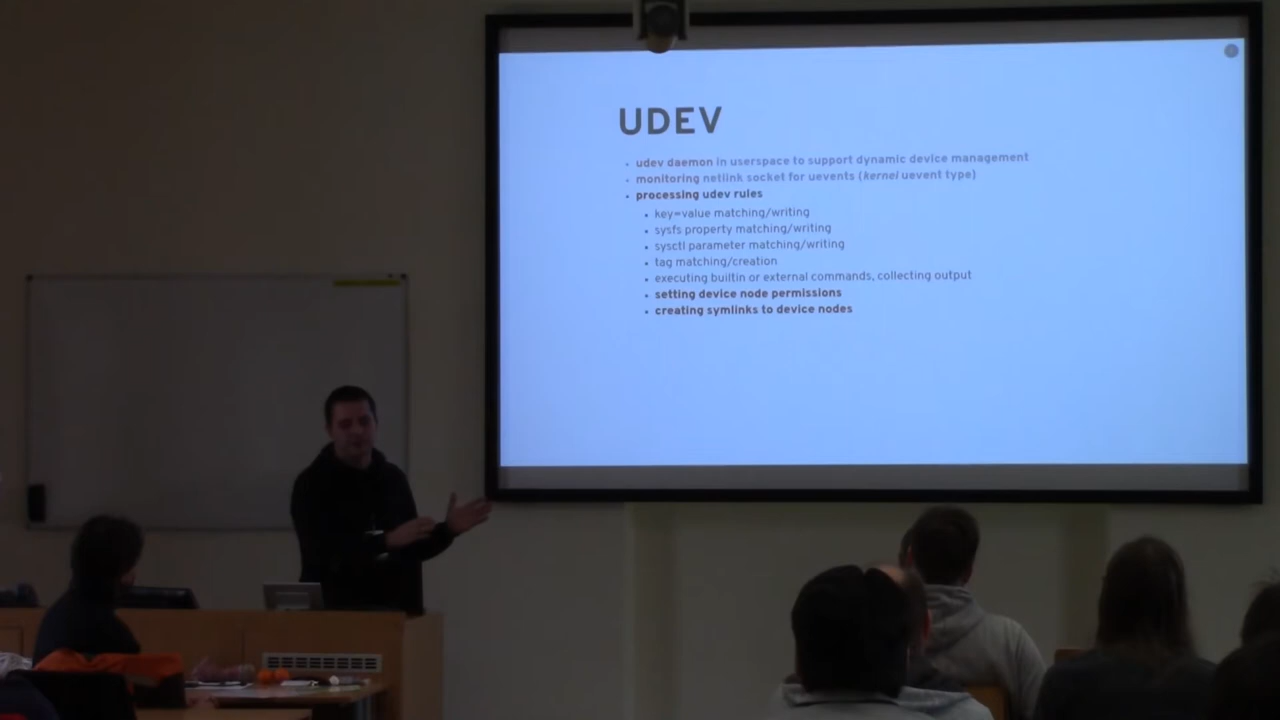 UDEV
udev daemon in userspace to support dynamic device management
monitoring netlink socket for uevents (kernel uevent type)
processing udev rules
key=value matching/writing
sysfs property matching/writing
sysctl parameter matching/writing
tag matching/creation
executing builtin or external commands, collecting output
setting device node permissions
creating symlinks to device nodes